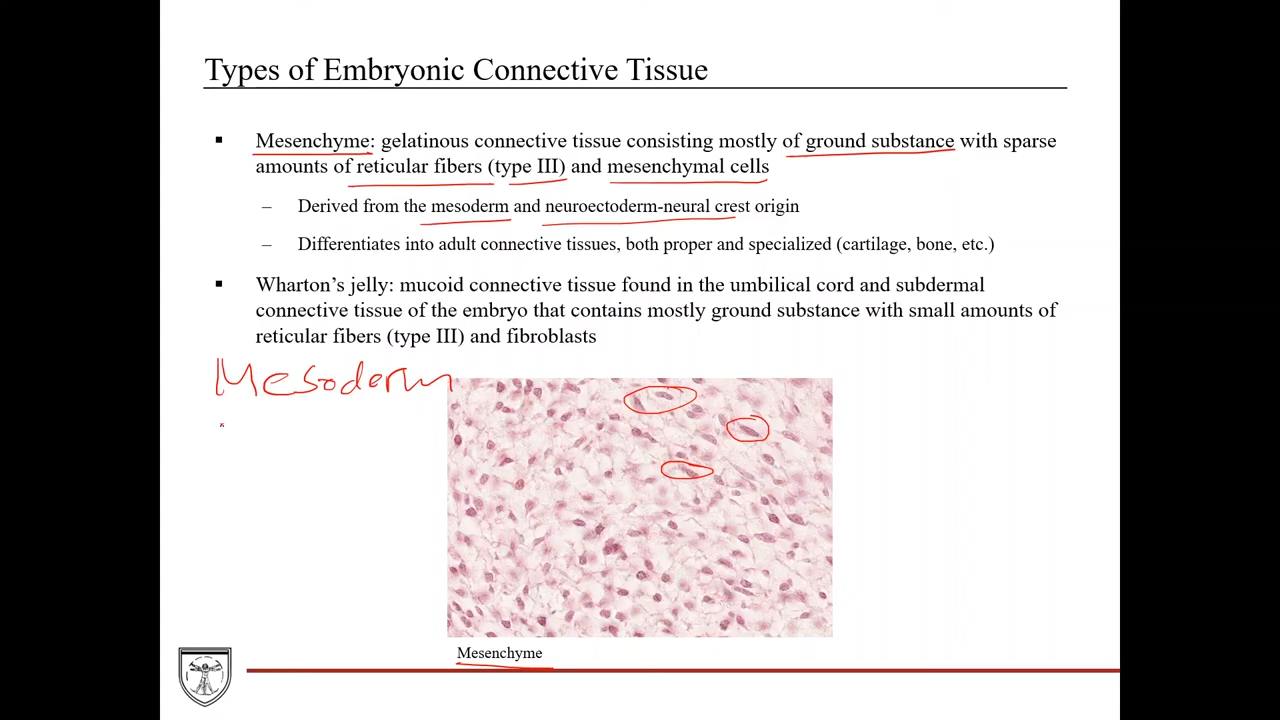 Types of Embryonic Connective Tissue
▪ Mesenchyme: gelatinous connective tissue consisting mostly of ground substance with sparse
amounts of reticular fibers (type III) and mesenchymal cells
– Derived from the mesoderm and neuroectoderm-neural crest origin
– Differentiates into adult connective tissues, both proper and specialized (cartilage, bone, etc.)
▪ Wharton’s jelly: mucoid connective tissue found in the umbilical cord and subdermal
connective tissue of the embryo that contains mostly ground substance with small amounts of
reticular fibers (type III) and fibroblasts
Mesoderm
Mesenchyme